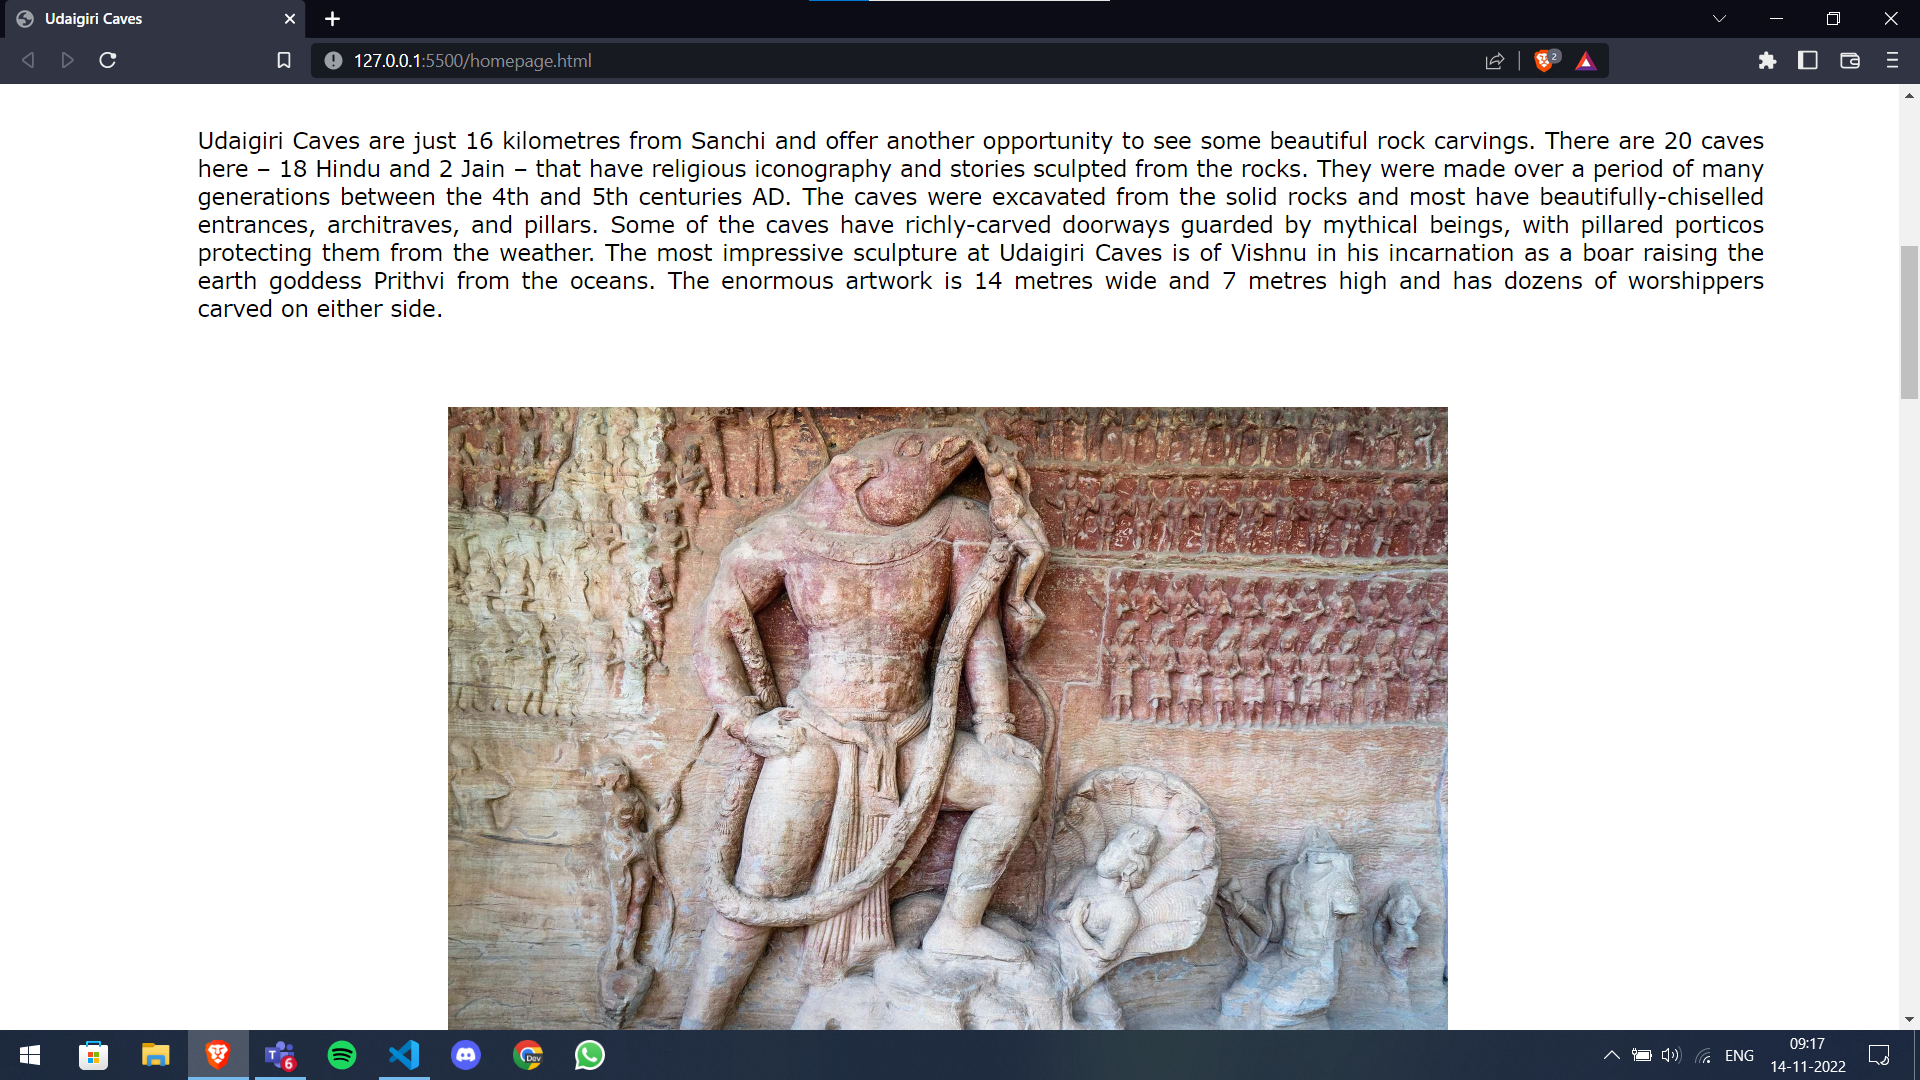 Udaigiri Caves
127.0.0.1:5500/homepage.html
2
Udaigiri Caves are just 16 kilometres from Sanchi and offer another opportunity to see some beautiful rock carvings. There are 20 caves
here – 18 Hindu and 2 Jain – that have religious iconography and stories sculpted from the rocks. They were made over a period of many
generations between the 4th and 5th centuries AD. The caves were excavated from the solid rocks and most have beautifully-chiselled
entrances, architraves, and pillars. Some of the caves have richly-carved doorways guarded by mythical beings, with pillared porticos
protecting them from the weather. The most impressive sculpture at Udaigiri Caves is of Vishnu in his incarnation as a boar raising the
earth goddess Prithvi from the oceans. The enormous artwork is 14 metres wide and 7 metres high and has dozens of worshippers
carved on either side.
T
6
Dev
ENG
09:17
14-11-2022